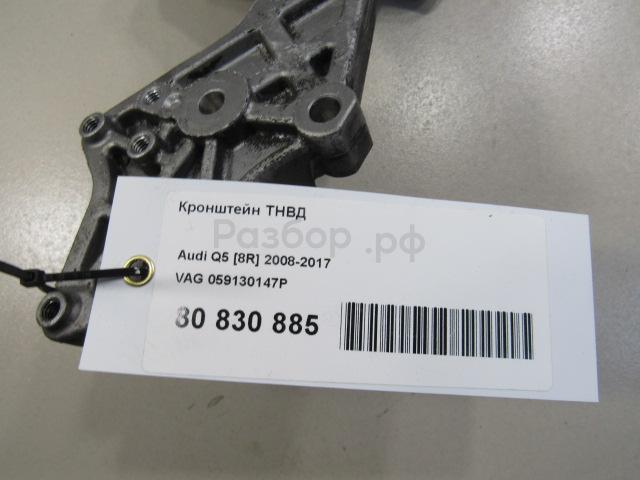 Кронштейн ТНВД
Разбор .рф
Audi Q5 [8R] 2008-2017
VAG 059130147P
80 830 885